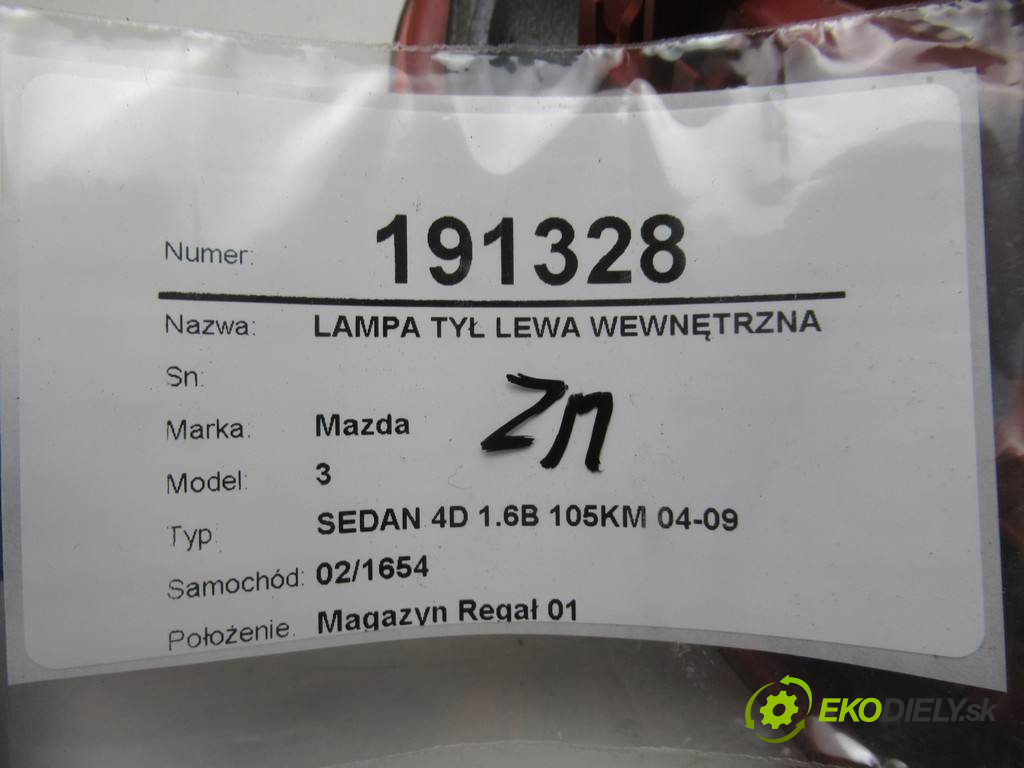 Numer: 191328
Nazwa: LAMPA TYŁ LEWA WEWNĘTRZNA
Sn:
Marka: Mazda
Zn
Model: 3
Typ: SEDAN 4D 1.6B 105KM 04-09
Samochód: 02/1654
Położenie. Magazyn Regał 01
EKODIELY.sk